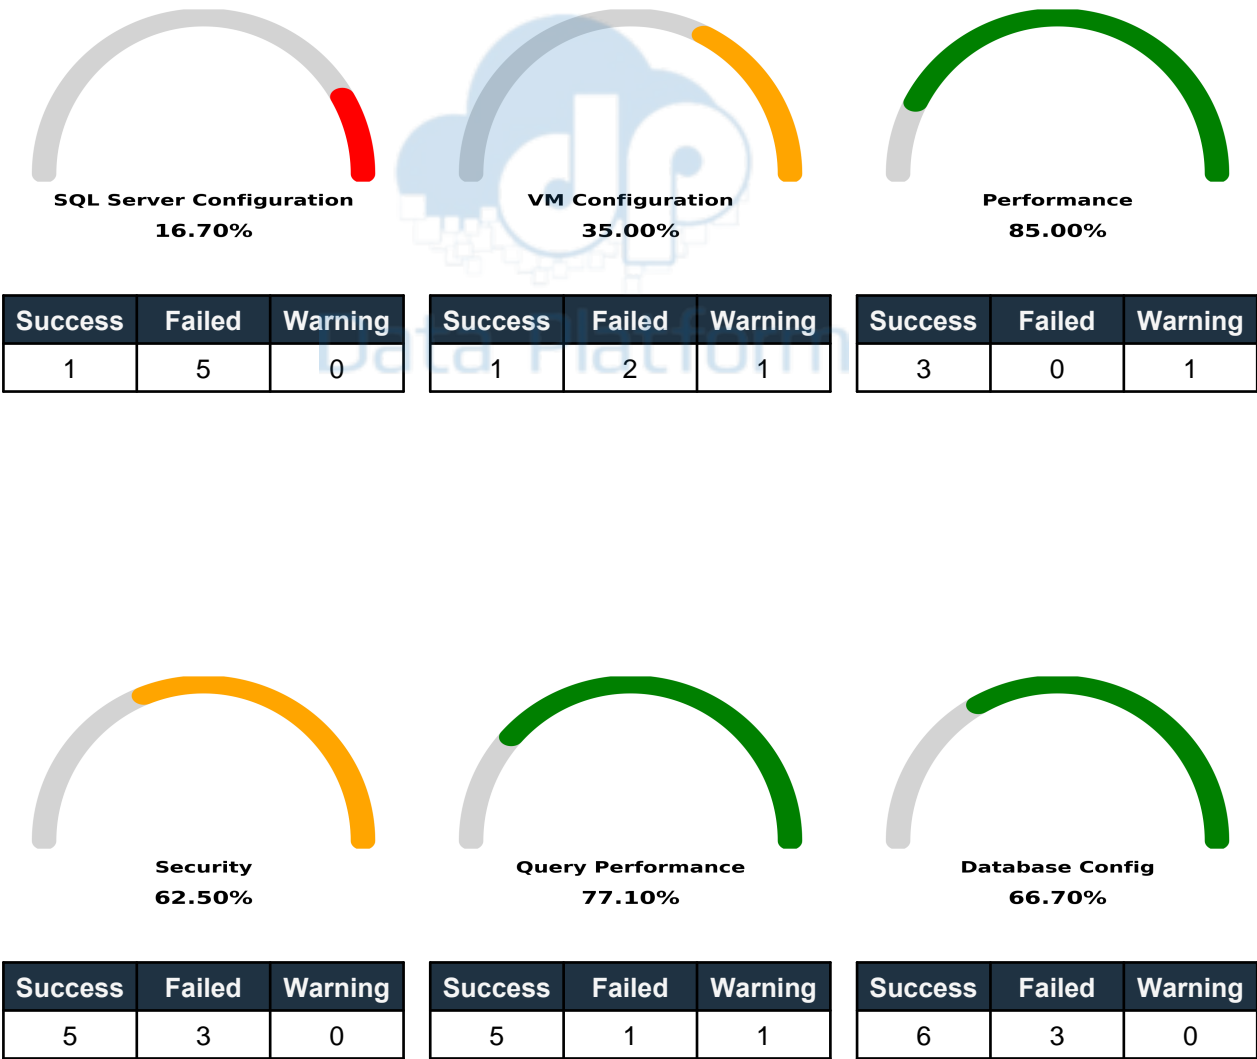 SQL Server Configuration
16.70%
VM Configuration
35.00%
Performance
85.00%
Success Failed Warning
1 5 0
Success Failed Warning
1 2 1
Success Failed Warning
3 0 1
dp
Data Platform
Security
62.50%
Query Performance
77.10%
Database Config
66.70%
Success Failed Warning
5 3 0
Success Failed Warning
5 1 1
Success Failed Warning
6 3 0